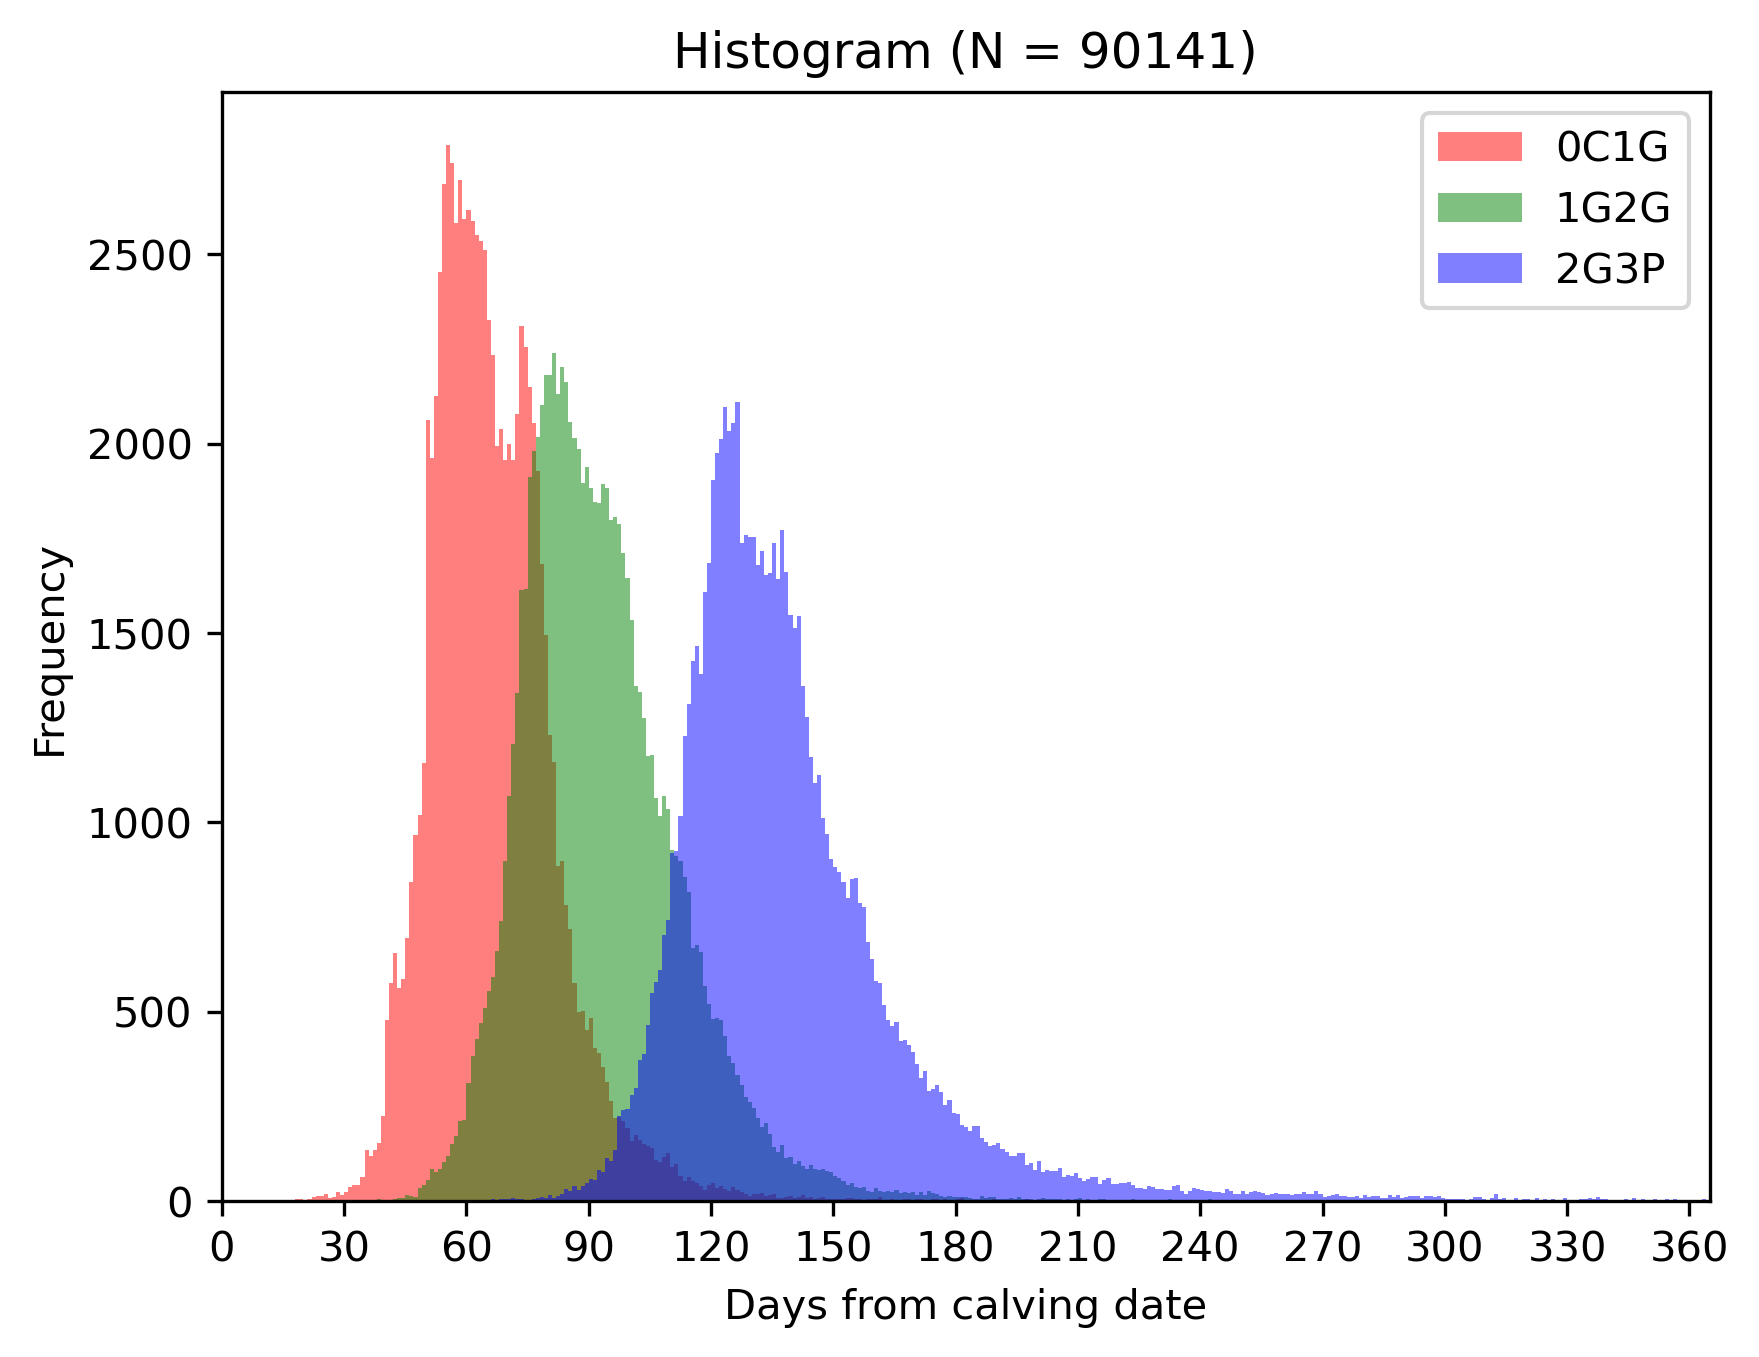 Histogram (N = 90141)
0C1G
1G2G
2G3P
2500
2000
1500
1000
500
0
Frequency
0 30 60 90 120 150 180 210 240 270 300 330 360
Days from calving date